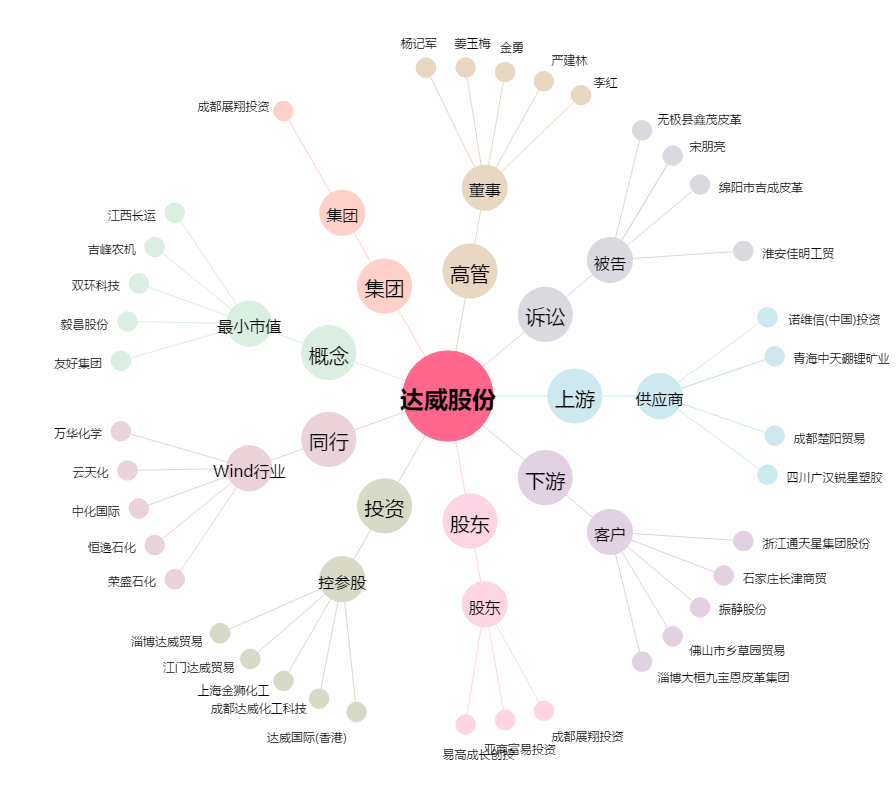 杨记军
姜玉梅
金勇
严建林
李红
董事
高管
成都展翔投资
集团
集团
无极县鑫茂皮革
宋朋亮
绵阳市吉成皮革
淮安佳明工贸
被告
诉讼
江西长运
吉峰农机
双环科技
毅昌股份
友好集团
最小市值
概念
诺维信(中国)投资
青海中天硼锂矿业
成都楚阳贸易
四川广汉锐星塑胶
供应商
上游
达威股份
万华化学
云天化
中化国际
恒逸石化
荣盛石化
Wind行业
同行
下游
客户
浙江通天星集团股份
石家庄长津商贸
振静股份
佛山市乡草园贸易
淄博大桓九宝恩皮革集团
投资
控参股
淄博达威贸易
江门达威贸易
上海金狮化工
成都达威化工科技
达威国际(香港)
股东
股东
易高成长创投
亚商富易投资
成都展翔投资